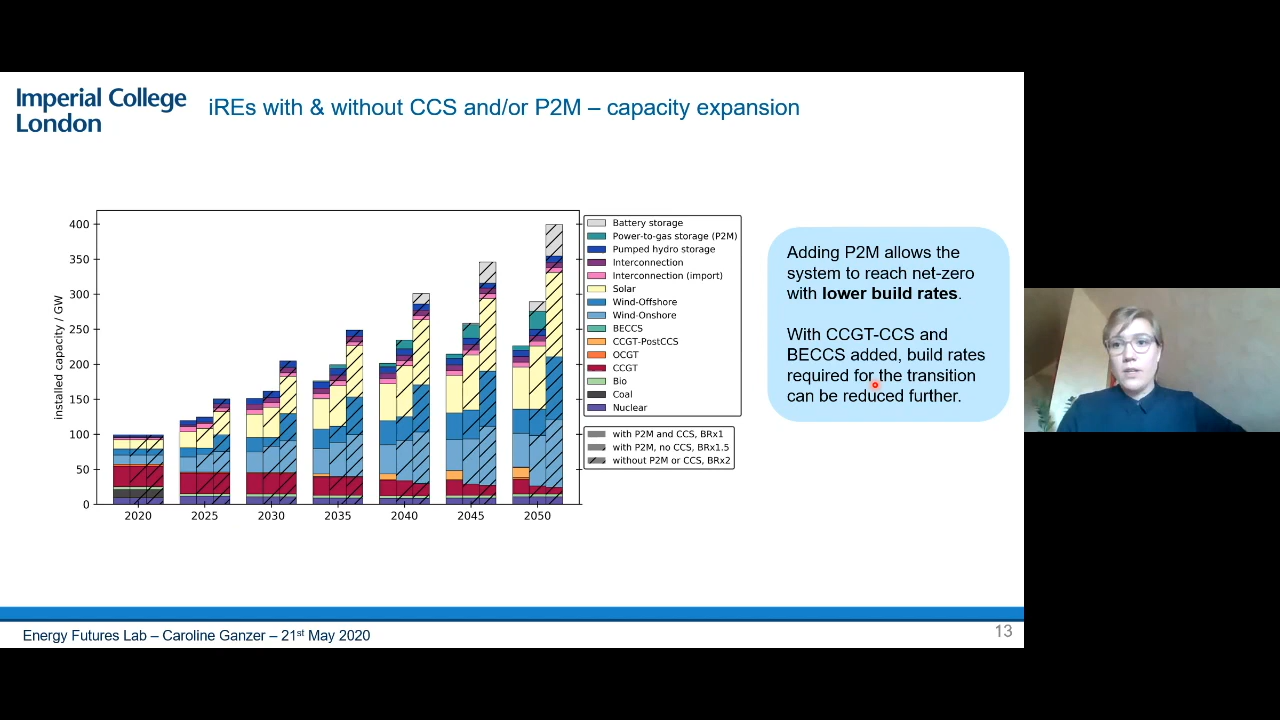 Imperial College
London
iREs with & without CCS and/or P2M – capacity expansion
installed capacity / GW
400
350
300
250
200
150
100
50
0
2020 2025 2030 2035 2040 2045 2050
Battery storage
Power-to-gas storage (P2M)
Pumped hydro storage
Interconnection
Interconnection (import)
Solar
Wind-Offshore
Wind-Onshore
BECCS
CCGT-PostCCS
OCGT
CCGT
Bio
Coal
Nuclear
with P2M and CCS, BRx1
with P2M, no CCS, BRx1.5
without P2M or CCS, BRx2
Adding P2M allows the
system to reach net-zero
with lower build rates.
With CCGT-CCS and
BECCS added, build rates
required for the transition
can be reduced further.
Energy Futures Lab – Caroline Ganzer – 21st May 2020
13